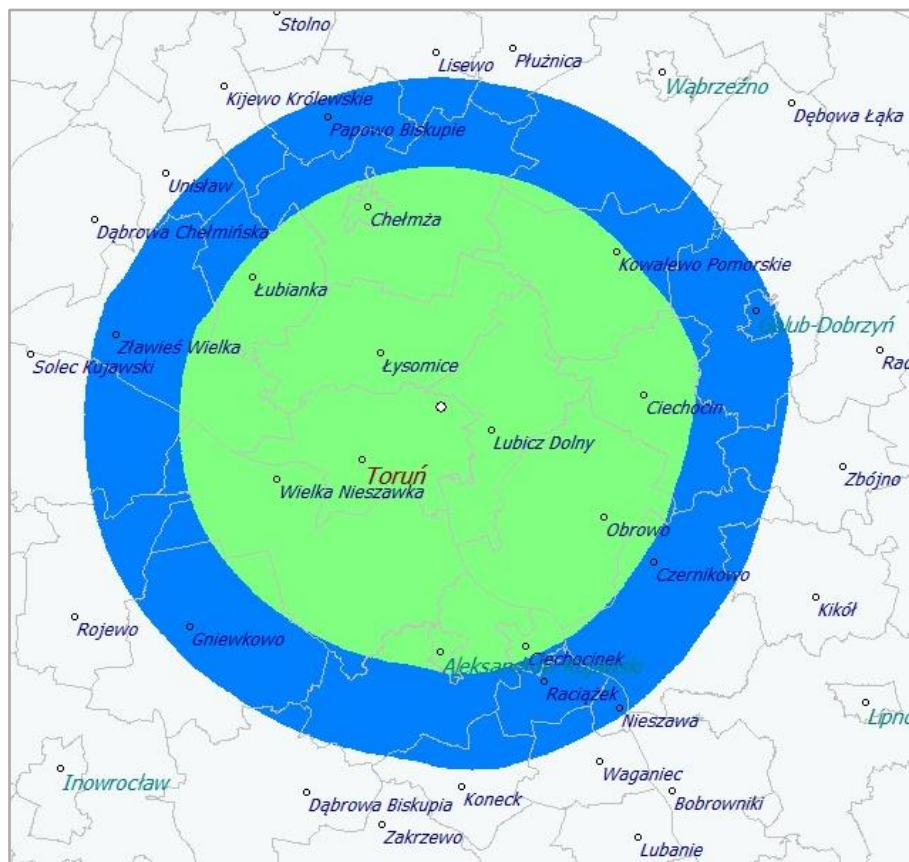 Stolno
Lisewo
Płużnica
Kijewo Królewskie
Wąbrzeźno
Papowo Biskupie
Dębowa Łąka
Unisław
Chełmża
Dąbrowa Chełmińska
Kowalewo Pomorskie
Łubianka
Golub-Dobrzyń
Zławieś Wielka
Solec Kujawski
Łysomice
Rad
Ciechocin
Lubicz Dolny
Toruń
Zbójno
Wielka Nieszawka
Obrowo
Czernikowo
Kikół
Rojewo
Gniewkowo
Ciechocinek
Raciążek
Nieszawa
Lipno
Waganiec
Inowrocław
Koneck
Dąbrowa Biskupia
Bobrowniki
Zakrzewo
Lubanie